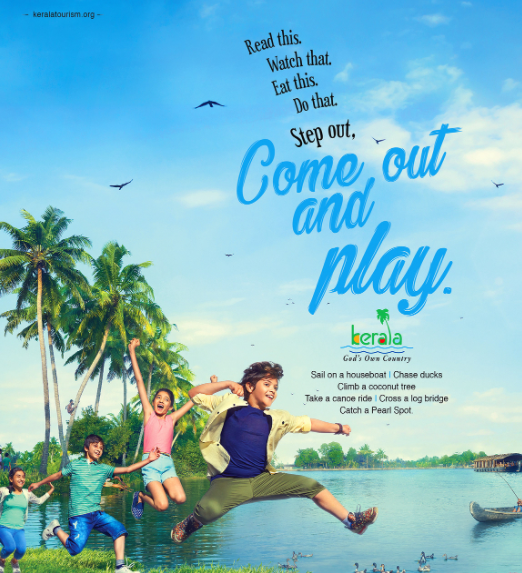 – keralatourism.org –
Read this.
Watch that.
Eat this.
Do that.
Step out,
Come out
and
play.
kerala
God's Own Country
Sail on a houseboat | Chase ducks
Climb a coconut tree
Take a canoe ride | Cross a log bridge
Catch a Pearl Spot